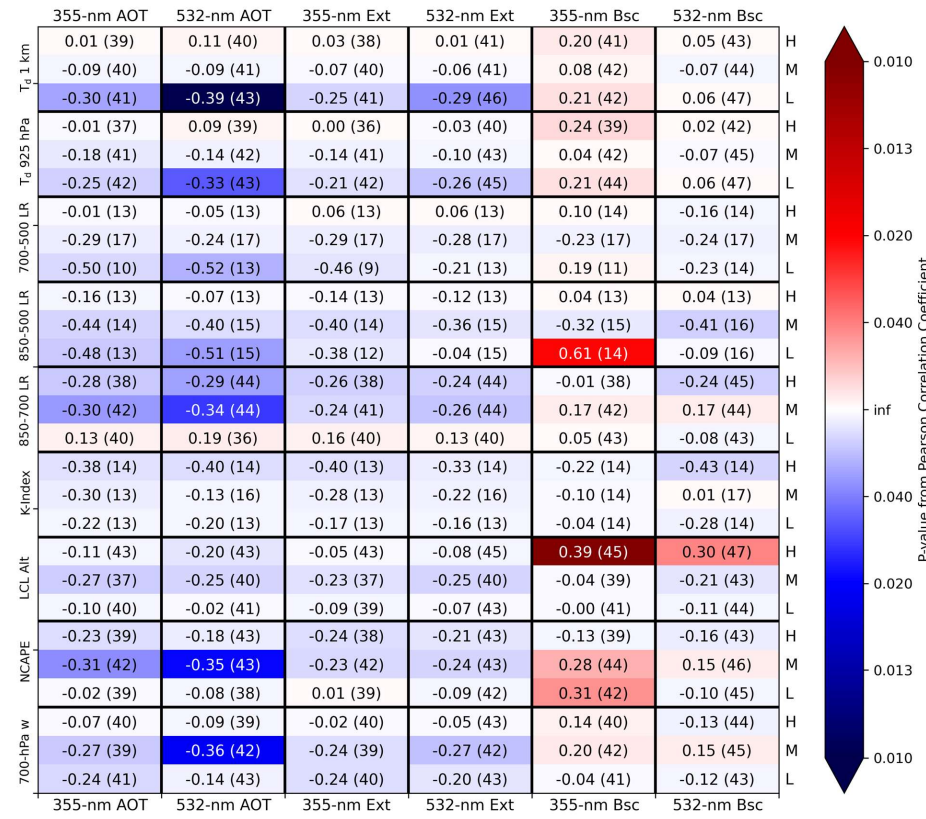 355-nm AOT 532-nm AOT 355-nm Ext 532-nm Ext 355-nm Bsc 532-nm Bsc
Td 1 km
0.01 (39) 0.11 (40) 0.03 (38) 0.01 (41) 0.20 (41) 0.05 (43) H
-0.09 (40) -0.09 (41) -0.07 (40) -0.06 (41) 0.08 (42) -0.07 (44) M
-0.30 (41) -0.39 (43) -0.25 (41) -0.29 (46) 0.21 (42) 0.06 (47) L
Td 925 hPa
-0.01 (37) 0.09 (39) 0.00 (36) -0.03 (40) 0.24 (39) 0.02 (42) H
-0.18 (41) -0.14 (42) -0.14 (41) -0.10 (43) 0.04 (42) -0.07 (45) M
-0.25 (42) -0.33 (43) -0.21 (42) -0.26 (45) 0.21 (44) 0.06 (47) L
700-500 LR
-0.01 (13) -0.05 (13) 0.06 (13) 0.06 (13) 0.10 (14) -0.16 (14) H
-0.29 (17) -0.24 (17) -0.29 (17) -0.28 (17) -0.23 (17) -0.24 (17) M
-0.50 (10) -0.52 (13) -0.46 (9) -0.21 (13) 0.19 (11) -0.23 (14) L
850-500 LR
-0.16 (13) -0.07 (13) -0.14 (13) -0.12 (13) 0.04 (13) 0.04 (13) H
-0.44 (14) -0.40 (15) -0.40 (14) -0.36 (15) -0.32 (15) -0.41 (16) M
-0.48 (13) -0.51 (15) -0.38 (12) -0.04 (15) 0.61 (14) -0.09 (16) L
850-700 LR
-0.28 (38) -0.29 (44) -0.26 (38) -0.24 (44) -0.01 (38) -0.24 (45) H
-0.30 (42) -0.34 (44) -0.24 (41) -0.26 (44) 0.17 (42) 0.17 (44) M
0.13 (40) 0.19 (36) 0.16 (40) 0.13 (40) 0.05 (43) -0.08 (43) L
K-Index
-0.38 (14) -0.40 (14) -0.40 (13) -0.33 (14) -0.22 (14) -0.43 (14) H
-0.30 (13) -0.13 (16) -0.28 (13) -0.22 (16) -0.10 (14) 0.01 (17) M
-0.22 (13) -0.20 (13) -0.17 (13) -0.16 (13) -0.04 (14) -0.28 (14) L
LCL Alt
-0.11 (43) -0.20 (43) -0.05 (43) -0.08 (45) 0.39 (45) 0.30 (47) H
-0.27 (37) -0.25 (40) -0.23 (37) -0.25 (40) -0.04 (39) -0.21 (43) M
-0.10 (40) -0.02 (41) -0.09 (39) -0.07 (43) -0.00 (41) -0.11 (44) L
NCAPE
-0.23 (39) -0.18 (43) -0.24 (38) -0.21 (43) -0.13 (39) -0.16 (43) H
-0.31 (42) -0.35 (43) -0.23 (42) -0.24 (43) 0.28 (44) 0.15 (46) M
-0.02 (39) -0.08 (38) 0.01 (39) -0.09 (42) 0.31 (42) -0.10 (45) L
700-hPa w
-0.07 (40) -0.09 (39) -0.02 (40) -0.05 (43) 0.14 (40) -0.13 (44) H
-0.27 (39) -0.36 (42) -0.24 (39) -0.27 (42) 0.20 (42) 0.15 (45) M
-0.24 (41) -0.14 (43) -0.24 (40) -0.20 (43) -0.04 (41) -0.12 (43) L
355-nm AOT 532-nm AOT 355-nm Ext 532-nm Ext 355-nm Bsc 532-nm Bsc
0.010
0.013
0.020
0.040
inf
0.040
0.020
0.013
0.010
P-value from Pearson Correlation Coefficient